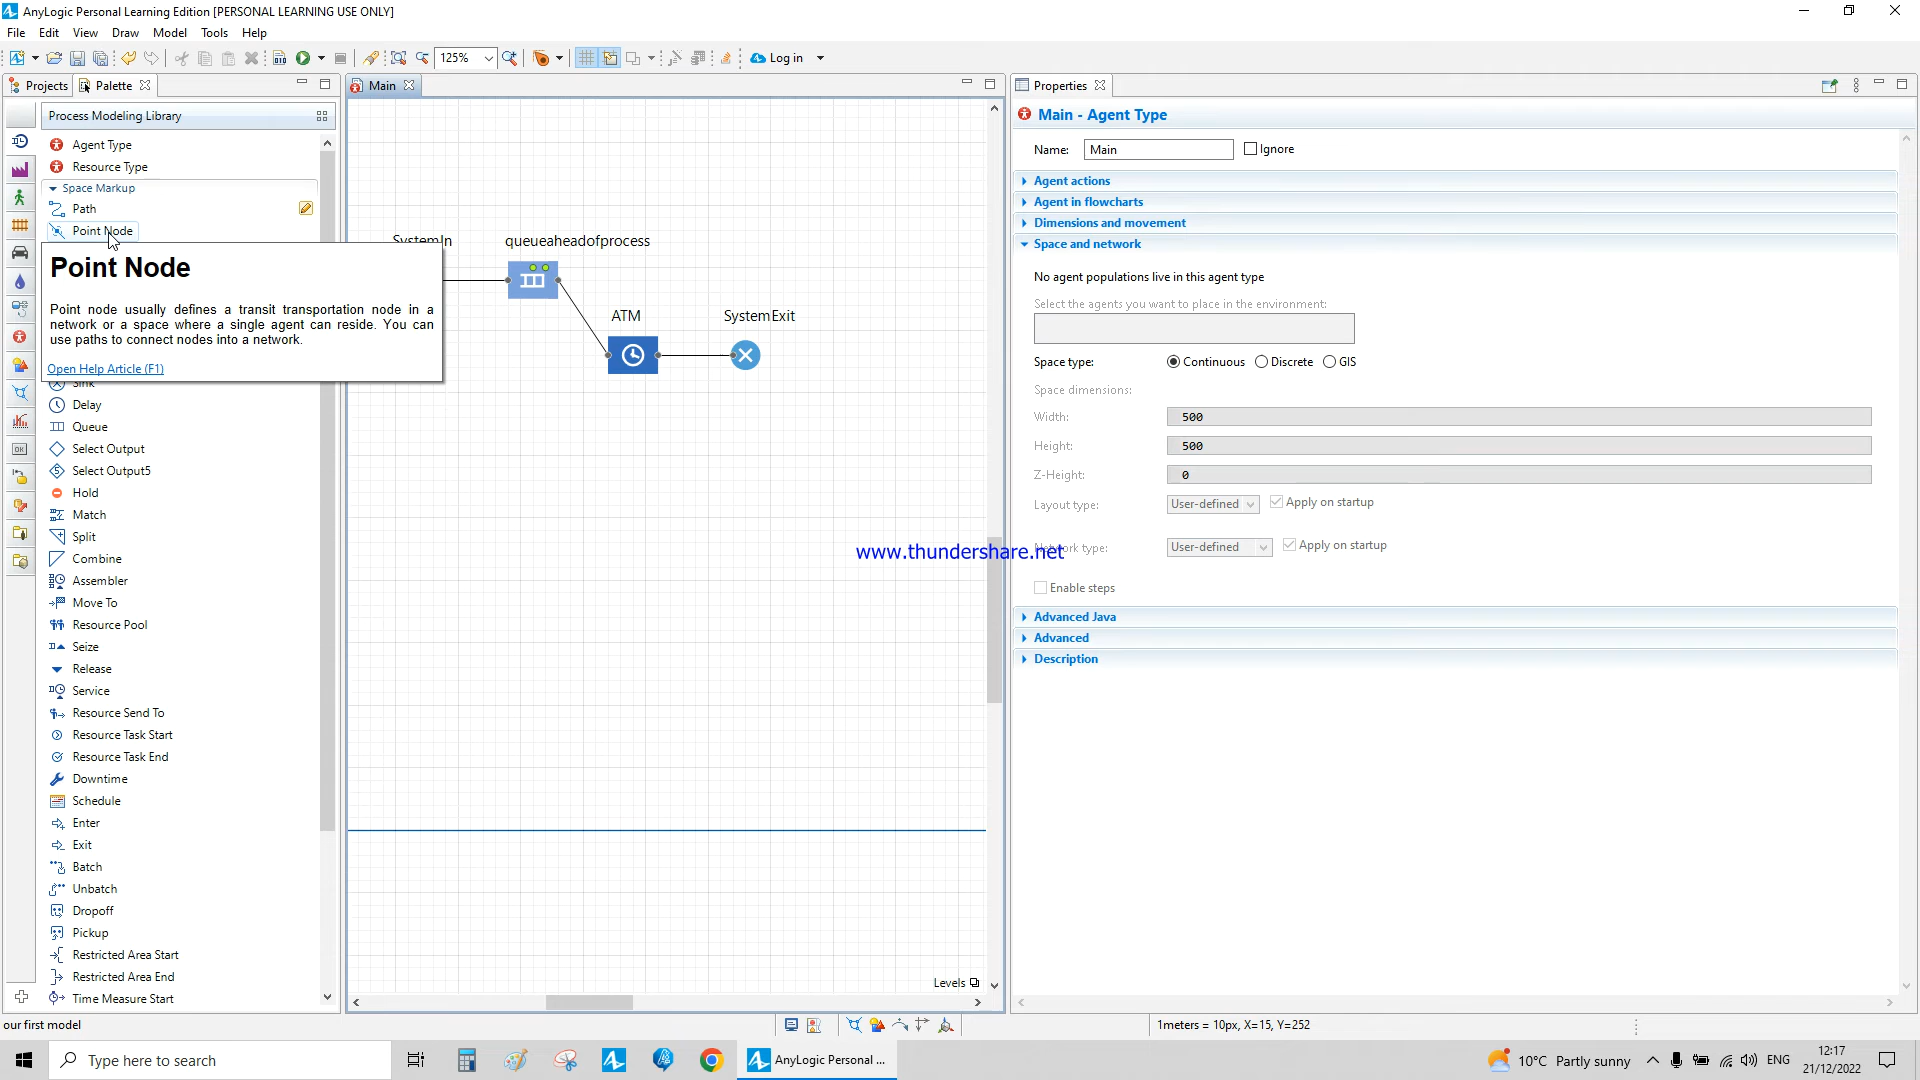 AnyLogic Personal Learning Edition [PERSONAL LEARNING USE ONLY]
File Edit View Draw Model Tools Help
125% Log in
Projects Palette
Main
Properties
Process Modeling Library
Agent Type
Resource Type
Space Markup
Path
Point Node
Point Node
Point node usually defines a transit transportation node in a
network or a space where a single agent can reside. You can
use paths to connect nodes into a network.
Open Help Article (F1)
Sink
Delay
Queue
Select Output
Select Output5
Hold
Match
Split
Combine
Assembler
Move To
Resource Pool
Seize
Release
Service
Resource Send To
Resource Task Start
Resource Task End
Downtime
Schedule
Enter
Exit
Batch
Unbatch
Dropoff
Pickup
Restricted Area Start
Restricted Area End
Time Measure Start
SystemIn
queueaheadofprocess
ATM
SystemExit
www.thundershare.net
Levels
Main - Agent Type
Name: Main Ignore
Agent actions
Agent in flowcharts
Dimensions and movement
Space and network
No agent populations live in this agent type
Select the agents you want to place in the environment:
Space type: Continuous Discrete GIS
Space dimensions:
Width: 500
Height: 500
Z-Height: 0
Layout type: User-defined Apply on startup
Network type: User-defined Apply on startup
Enable steps
Advanced Java
Advanced
Description
our first model
1meters = 10px, X=15, Y=252
Type here to search
AnyLogic Personal ...
10°C Partly sunny
ENG
12:17
21/12/2022